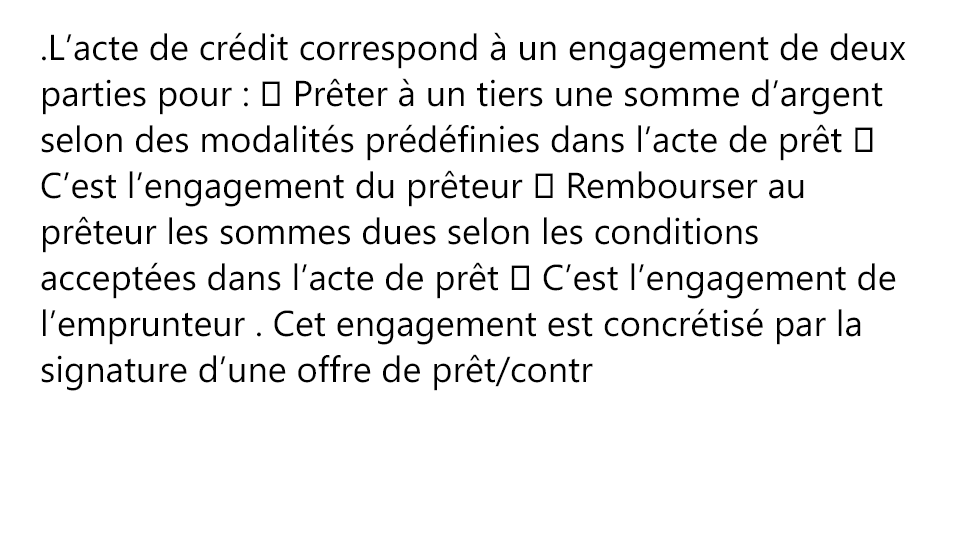 .L’acte de crédit correspond à un engagement de deux
parties pour : 􀂾 Prêter à un tiers une somme d’argent
selon des modalités prédéfinies dans l’acte de prêt 􀃆
C’est l’engagement du prêteur 􀂾 Rembourser au
prêteur les sommes dues selon les conditions
acceptées dans l’acte de prêt 􀃆 C’est l’engagement de
l’emprunteur . Cet engagement est concrétisé par la
signature d’une offre de prêt/contr